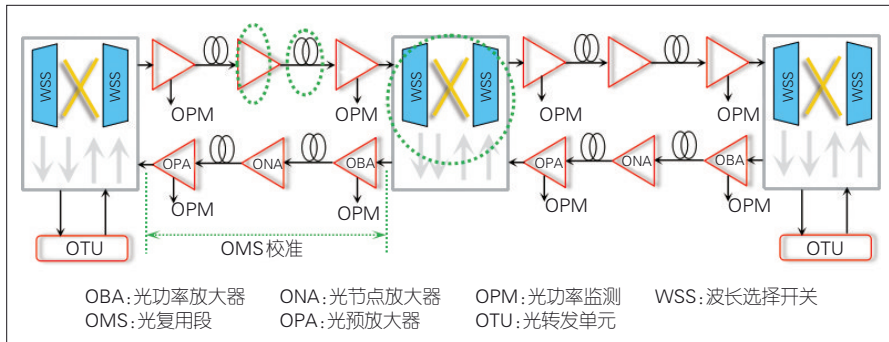 WSS WSS WSS WSS WSS WSS
OPM OPM OPM OPM
OPA ONA OBA OPA ONA OBA
OPM OPM OPM OPM
OTU OMS校准 OTU
OBA:光功率放大器 ONA:光节点放大器 OPM:光功率监测 WSS:波长选择开关
OMS:光复用段 OPA:光预放大器 OTU:光转发单元